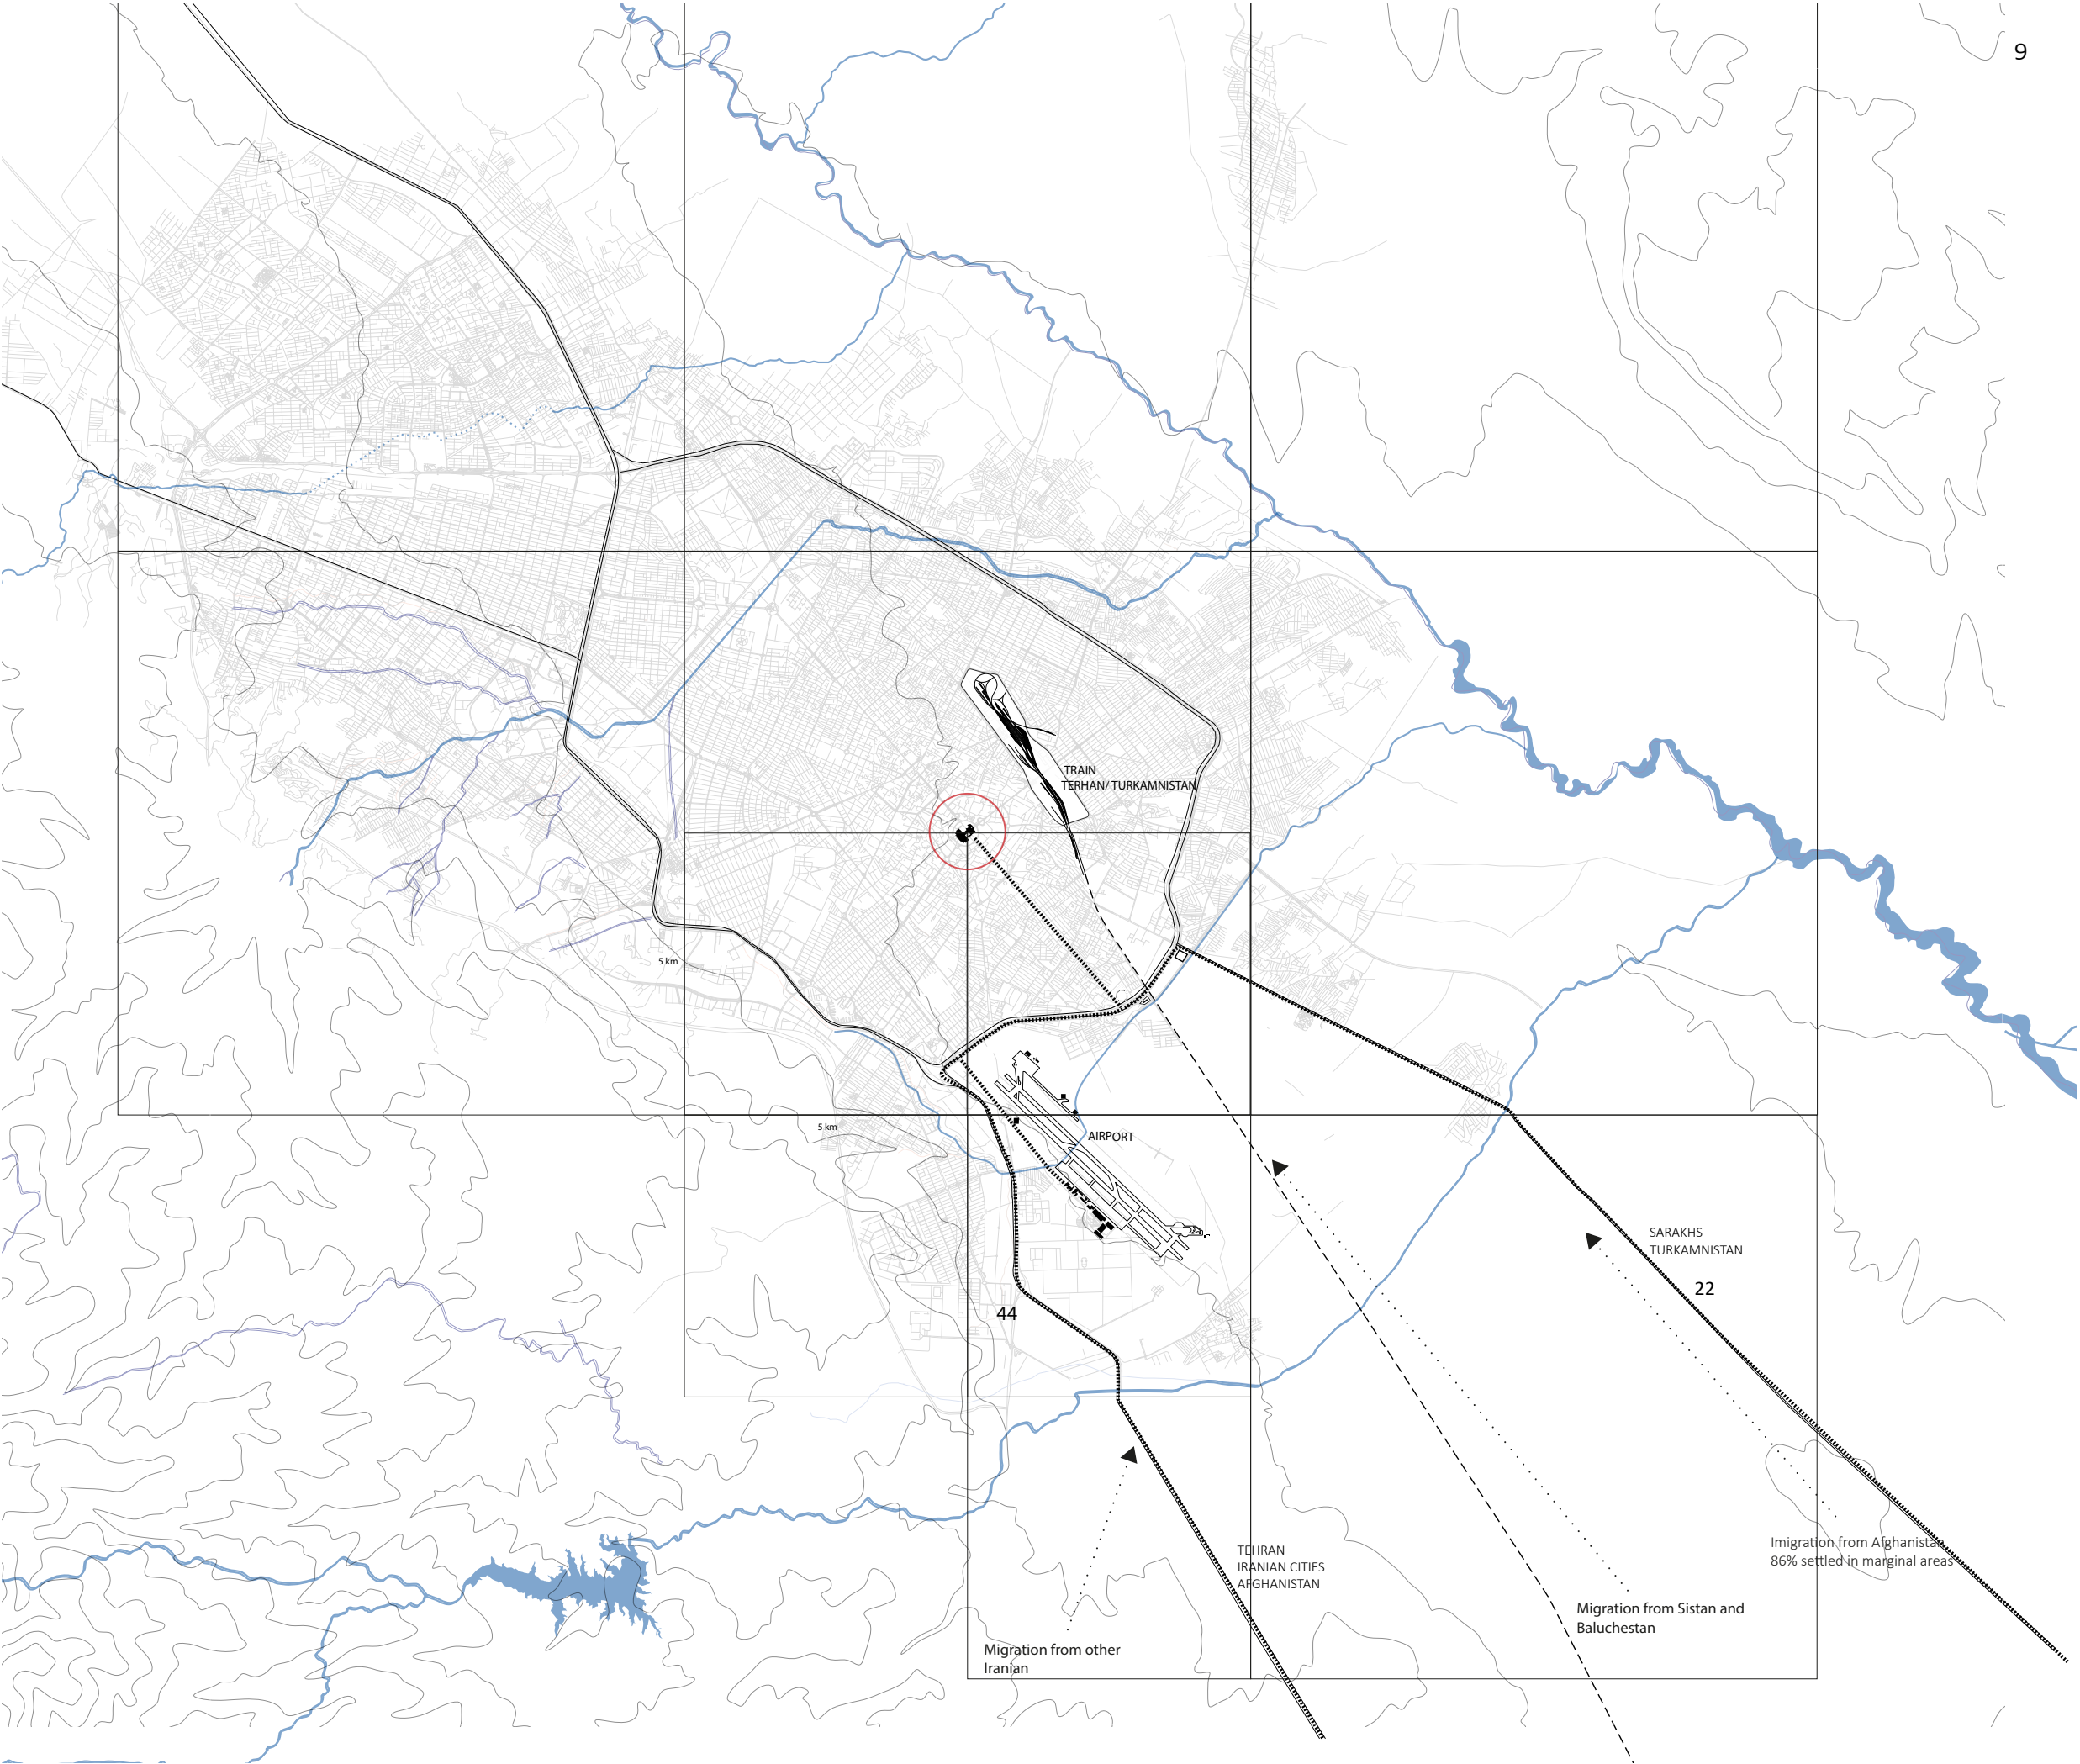 9
TRAIN
TERHAN/ TURKAMNISTAN
5 km
5 km
AIRPORT
SARAKHS
TURKAMNISTAN
22
44
Imigration from Afghanistan
86% settled in marginal areas
TEHRAN
IRANIAN CITIES
AFGHANISTAN
Migration from Sistan and
Baluchestan
Migration from other
Iranian